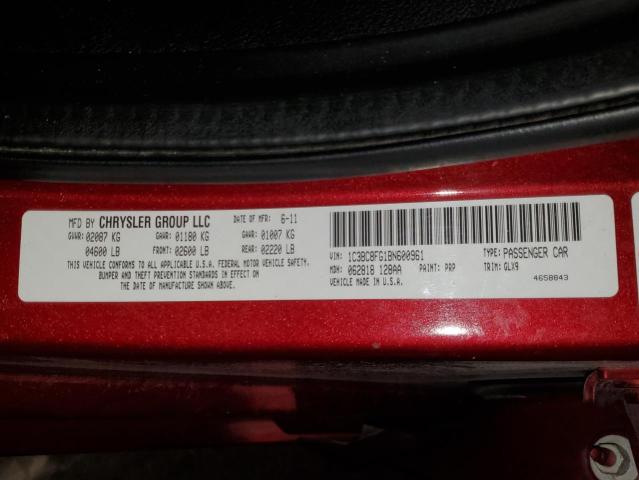 MFD BY CHRYSLER GROUP LLC DATE OF MFR: 6-11
GVWR: 02087 KG GAWR: 01180 KG GAWR: 01007 KG
04600 LB FRONT: 02600 LB REAR: 02220 LB
THIS VEHICLE CONFORMS TO ALL APPLICABLE U.S.A. FEDERAL MOTOR VEHICLE SAFETY,
BUMPER AND THEFT PREVENTION STANDARDS IN EFFECT ON
THE DATE OF MANUFACTURE SHOWN ABOVE.
VIN: 1C3BC8FG1BN600961 TYPE: PASSENGER CAR
MDH: 062818 128AA PAINT: PRP TRIM: GLX9
VEHICLE MADE IN U.S.A. 4658843